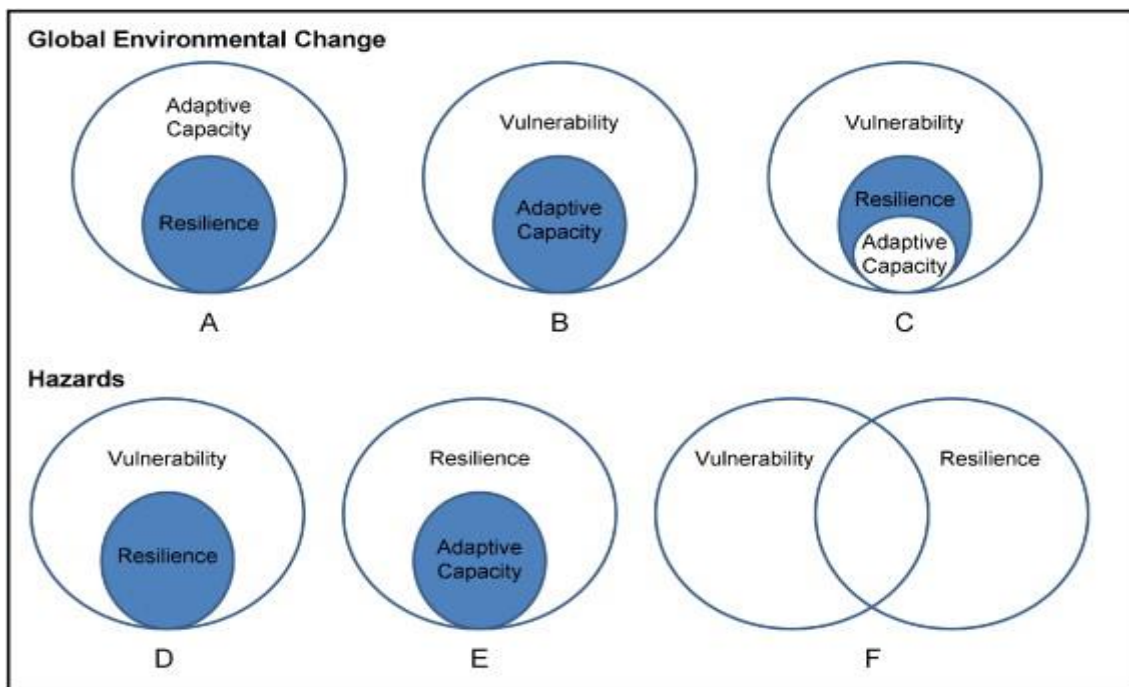 Global Environmental Change
Adaptive
Capacity
Resilience
A
Vulnerability
Adaptive
Capacity
B
Vulnerability
Resilience
Adaptive
Capacity
C
Hazards
Vulnerability
Resilience
D
Resilience
Adaptive
Capacity
E
Vulnerability
Resilience
F